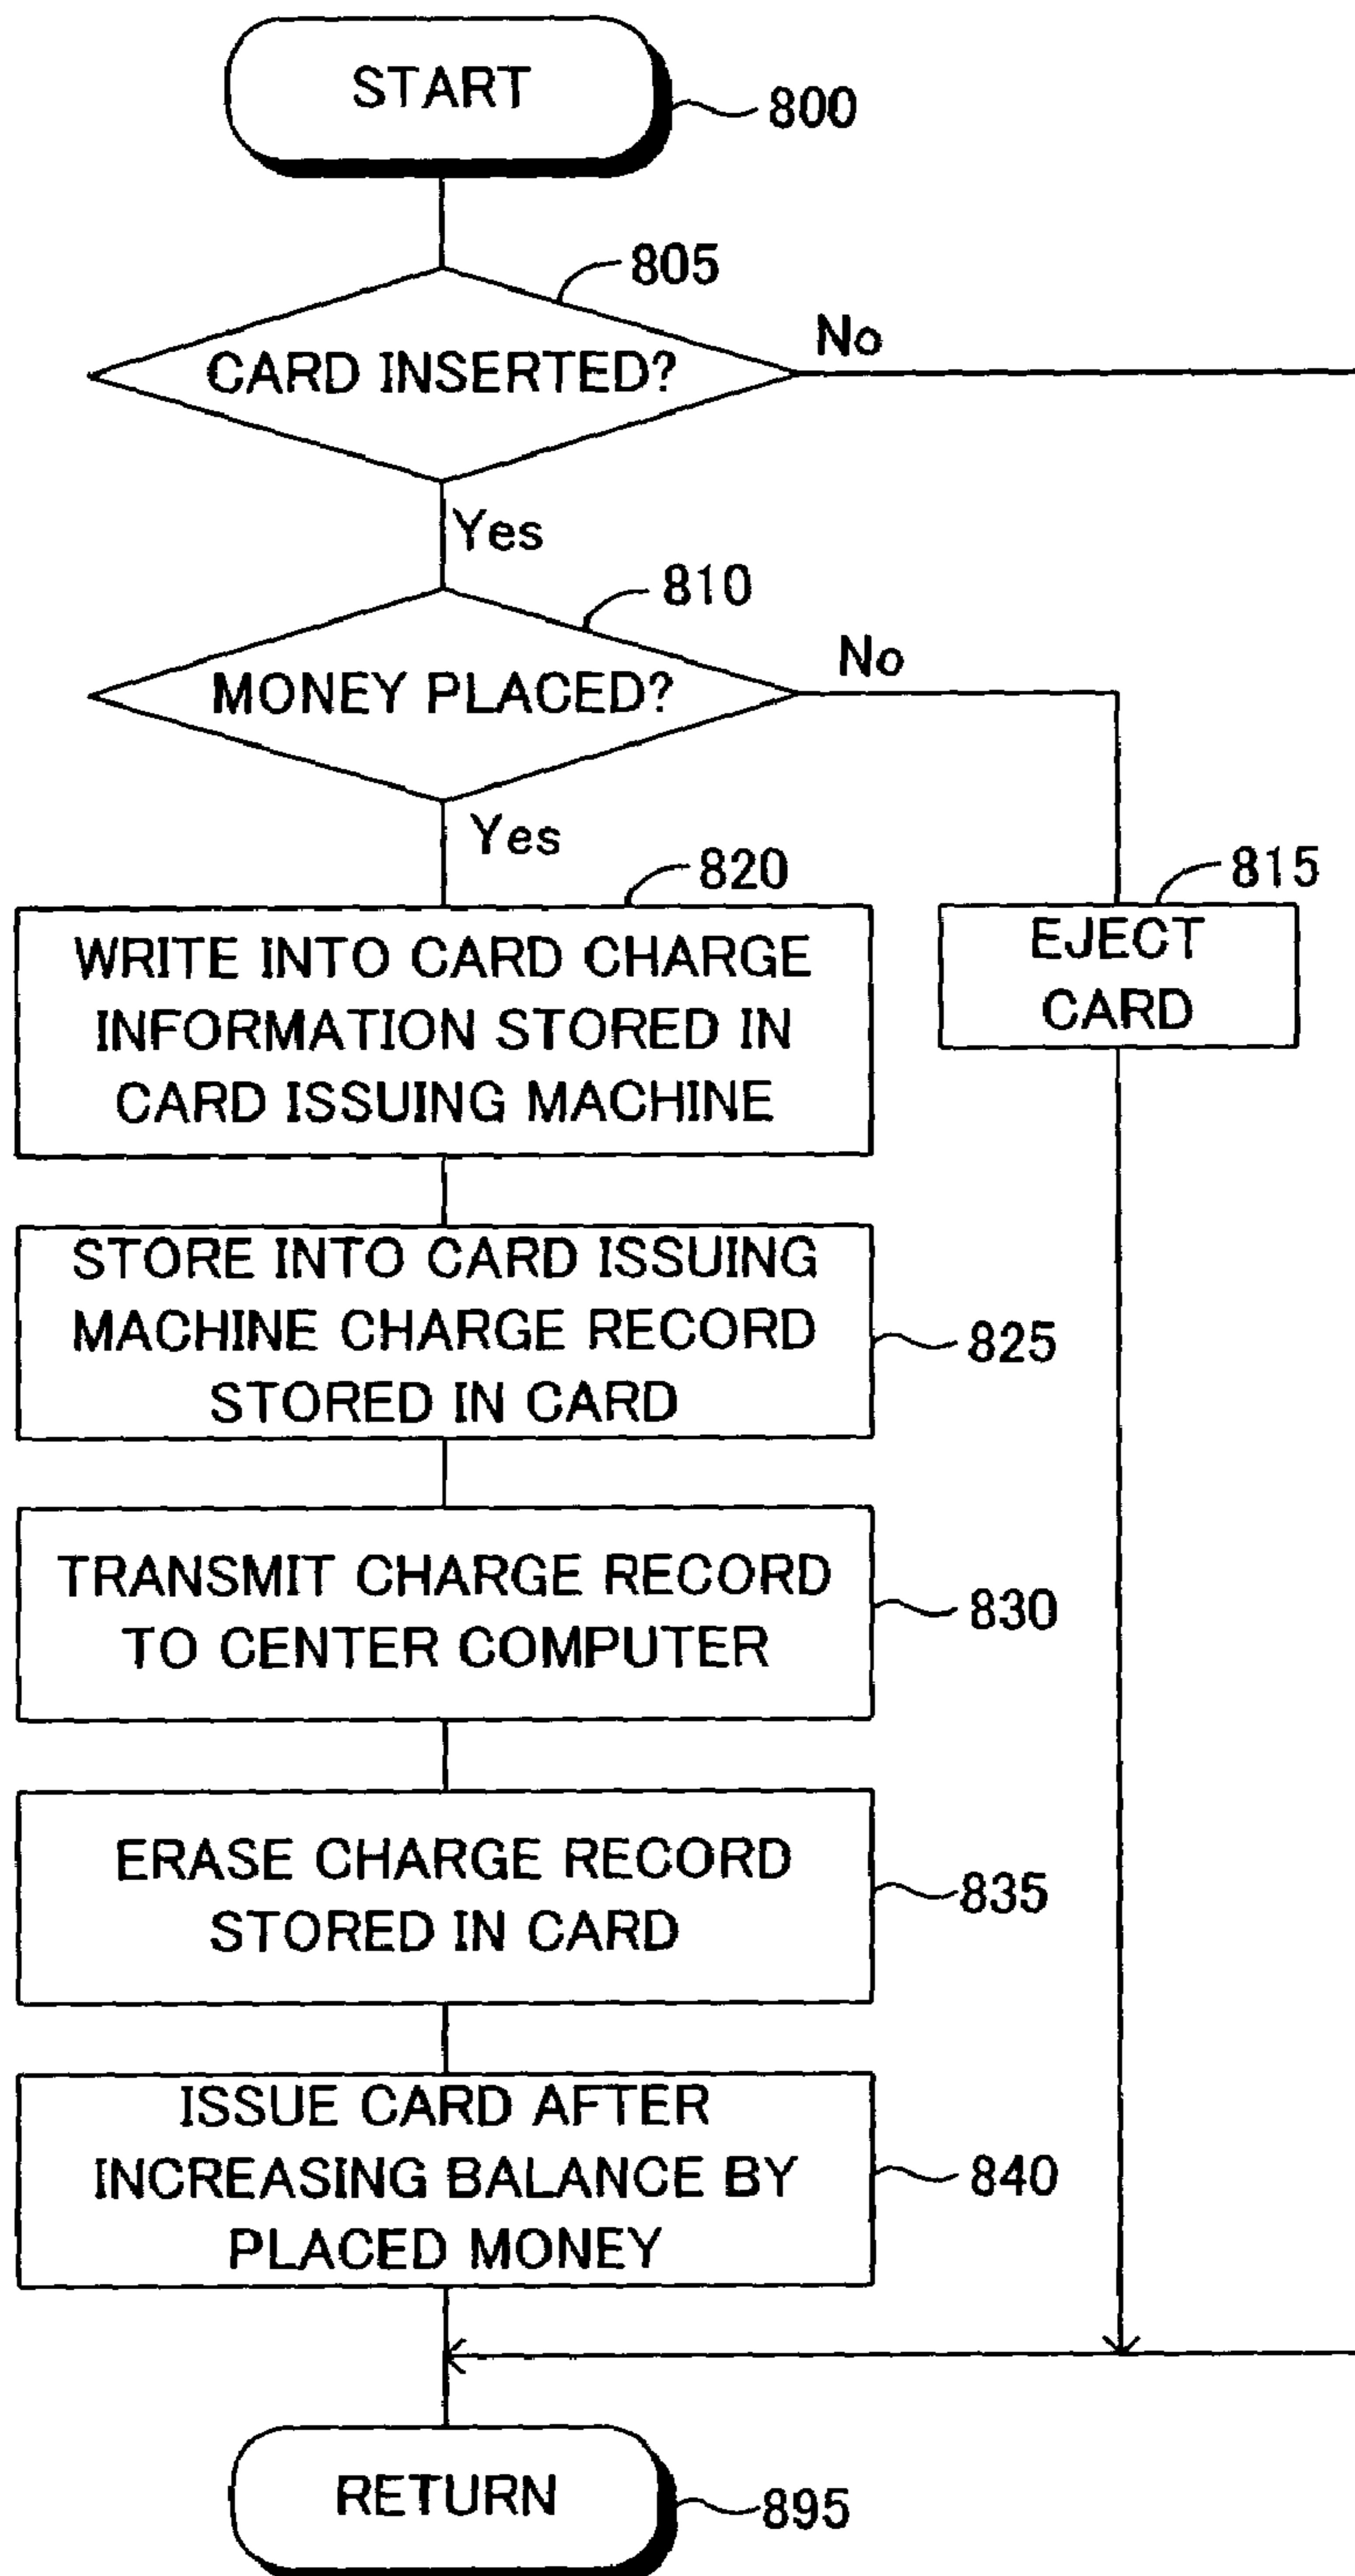 START
800
805
CARD INSERTED?
No
Yes
810
MONEY PLACED?
No
Yes
820
WRITE INTO CARD CHARGE
INFORMATION STORED IN
CARD ISSUING MACHINE
815
EJECT
CARD
STORE INTO CARD ISSUING
MACHINE CHARGE RECORD
STORED IN CARD
825
TRANSMIT CHARGE RECORD
TO CENTER COMPUTER
830
ERASE CHARGE RECORD
STORED IN CARD
835
ISSUE CARD AFTER
INCREASING BALANCE BY
PLACED MONEY
840
RETURN
895